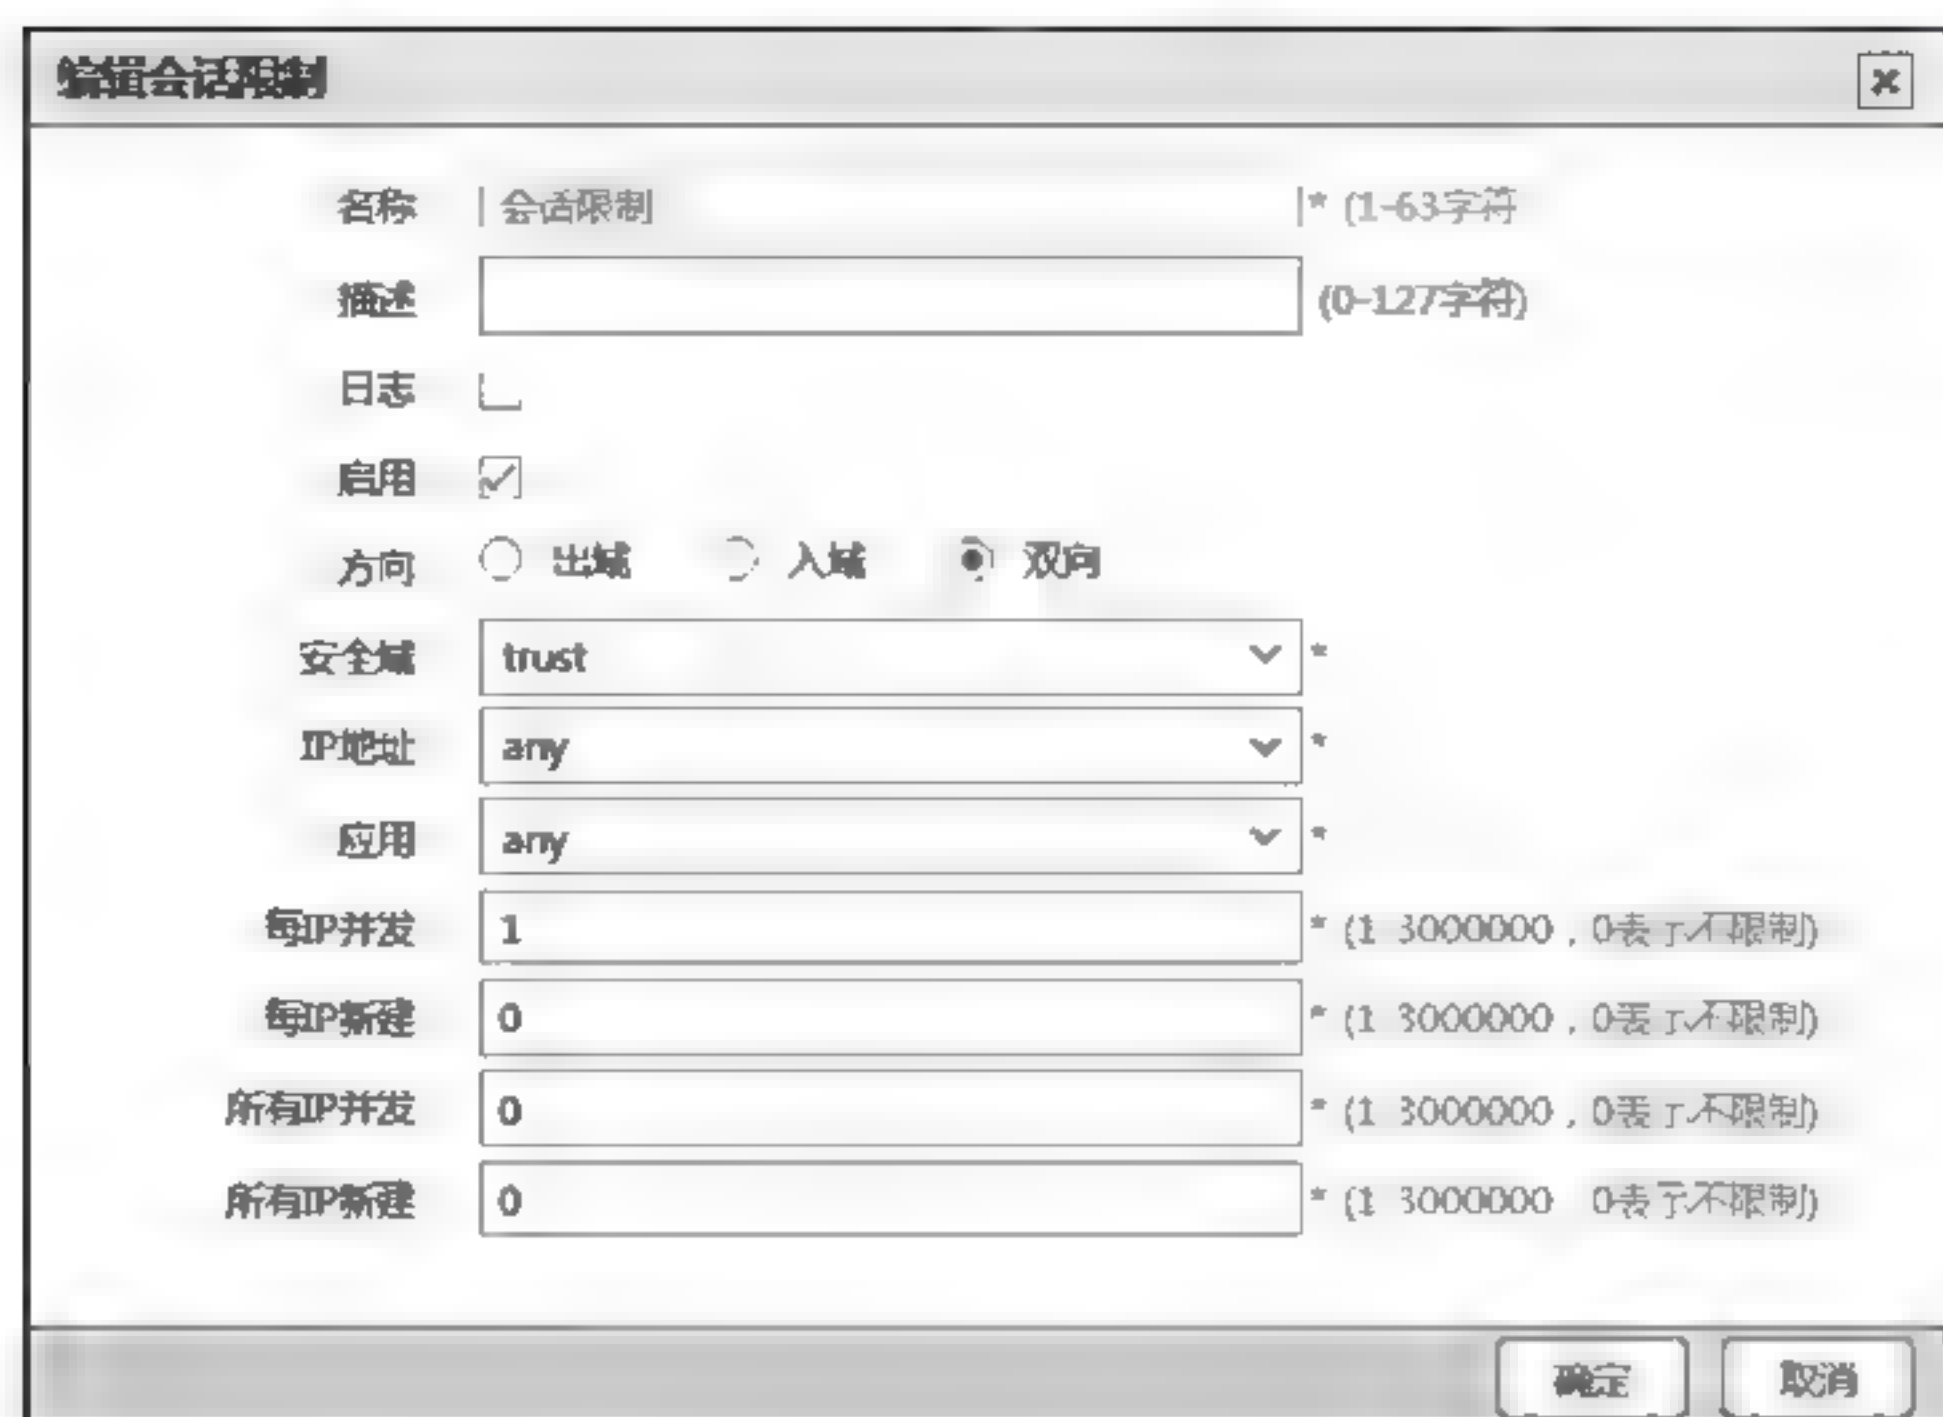 编辑会话限制
名称 会话限制 * (1-63字符
描述 (0-127字符)
日志
启用
方向 出域 入域 双向
安全域 trust *
IP地址 any *
应用 any *
每IP并发 1 * (1-3000000，0表示不限制)
每IP新建 0 * (1-3000000，0表示不限制)
所有IP并发 0 * (1-3000000，0表示不限制)
所有IP新建 0 * (1-3000000，0表示不限制)
确定 取消